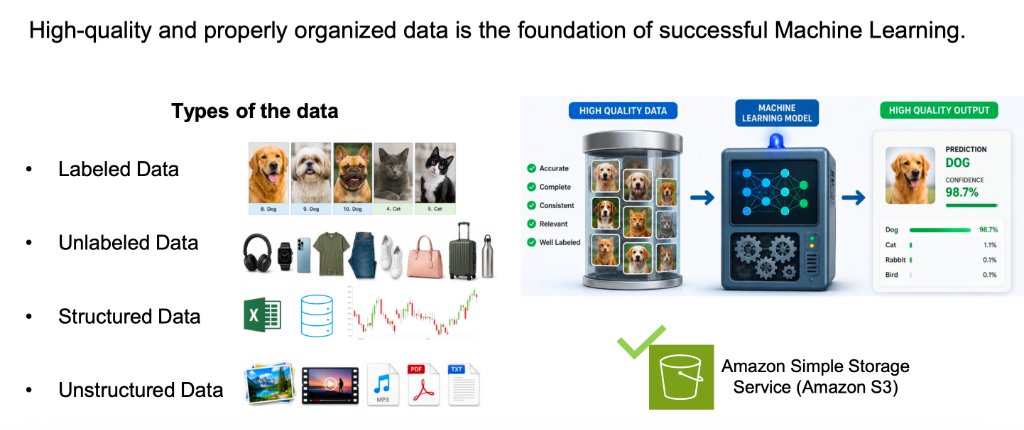 High-quality and properly organized data is the foundation of successful Machine Learning.
Types of the data
• Labeled Data
8. Dog
9. Dog
10. Dog
4. Cat
5. Cat
• Unlabeled Data
• Structured Data
X
• Unstructured Data
MP3
PDF
TXT
HIGH QUALITY DATA
Accurate
Complete
Consistent
Relevant
Well Labeled
MACHINE
LEARNING MODEL
HIGH QUALITY OUTPUT
PREDICTION
DOG
CONFIDENCE
98.7%
Dog 98.7%
Cat 1.1%
Rabbit 0.1%
Bird 0.1%
Amazon Simple Storage
Service (Amazon S3)